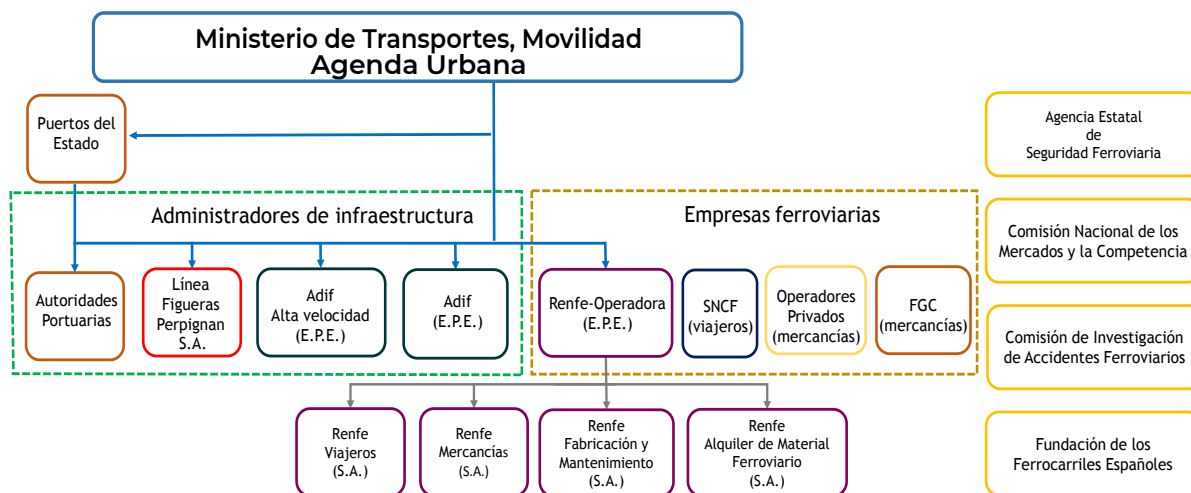 Ministerio de Transportes, Movilidad
Agenda Urbana
Puertos del
Estado
Administradores de infraestructura
Autoridades
Portuarias
Línea
Figueras
Perpignan
S.A.
Adif
Alta velocidad
(E.P.E.)
Adif
(E.P.E.)
Empresas ferroviarias
Renfe-Operadora
(E.P.E.)
SNCF
(viajeros)
Operadores
Privados
(mercancías)
FGC
(mercancías)
Renfe
Viajeros
(S.A.)
Renfe
Mercancías
(S.A.)
Renfe
Fabricación y
Mantenimiento
(S.A.)
Renfe
Alquiler de Material
Ferroviario
(S.A.)
Agencia Estatal
de
Seguridad Ferroviaria
Comisión Nacional de los
Mercados y la Competencia
Comisión de Investigación
de Accidentes Ferroviarios
Fundación de los
Ferrocarriles Españoles